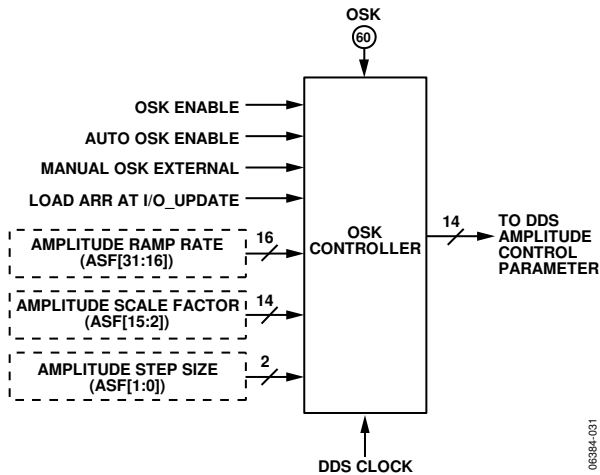 OSK
60
OSK ENABLE
AUTO OSK ENABLE
MANUAL OSK EXTERNAL
LOAD ARR AT I/O_UPDATE
AMPLITUDE RAMP RATE
(ASF[31:16])
16
AMPLITUDE SCALE FACTOR
(ASF[15:2])
14
AMPLITUDE STEP SIZE
(ASF[1:0])
2
OSK
CONTROLLER
14
TO DDS
AMPLITUDE
CONTROL
PARAMETER
DDS CLOCK
06384-031